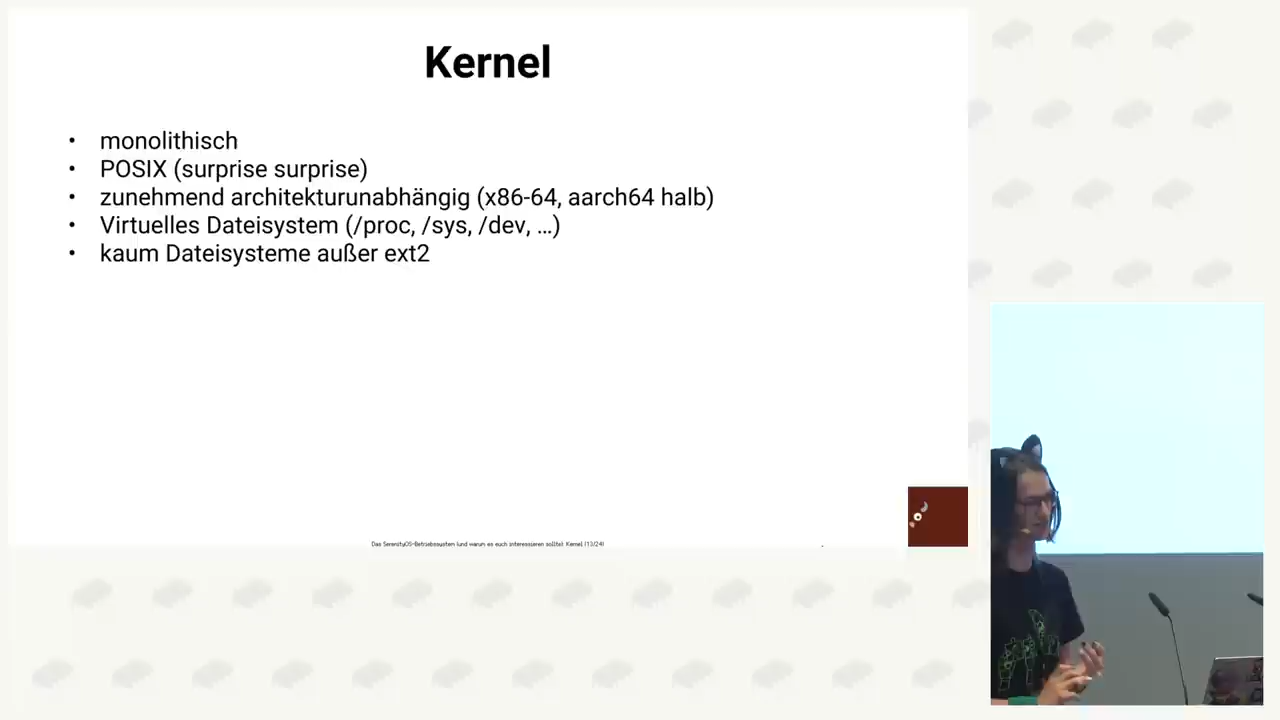 Kernel
• monolithisch
• POSIX (surprise surprise)
• zunehmend architekturunabhängig (x86-64, aarch64 halb)
• Virtuelles Dateisystem (/proc, /sys, /dev, …)
• kaum Dateisysteme außer ext2
Das SerenityOS-Betriebssystem (und warum es euch interessieren sollte): Kernel (13/24)